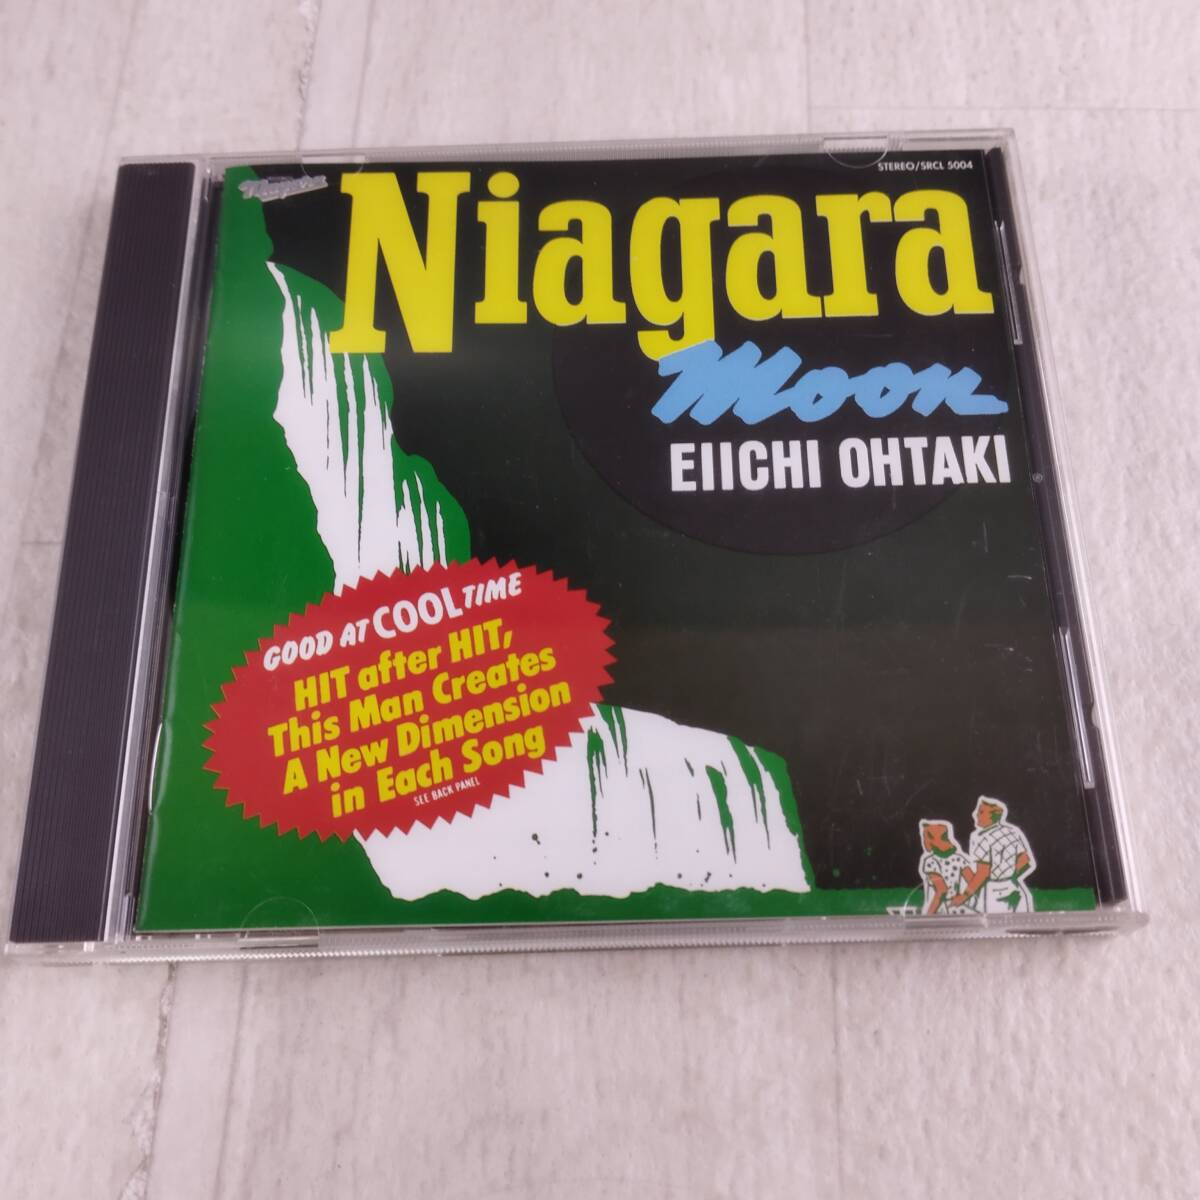 Niagara
STEREO/SRCL 5004
Niagara
Moon
EIICHI OHTAKI
GOOD AT COOL TIME
HIT after HIT,
This Man Creates
A New Dimension
in Each Song
SEE BACK PANEL